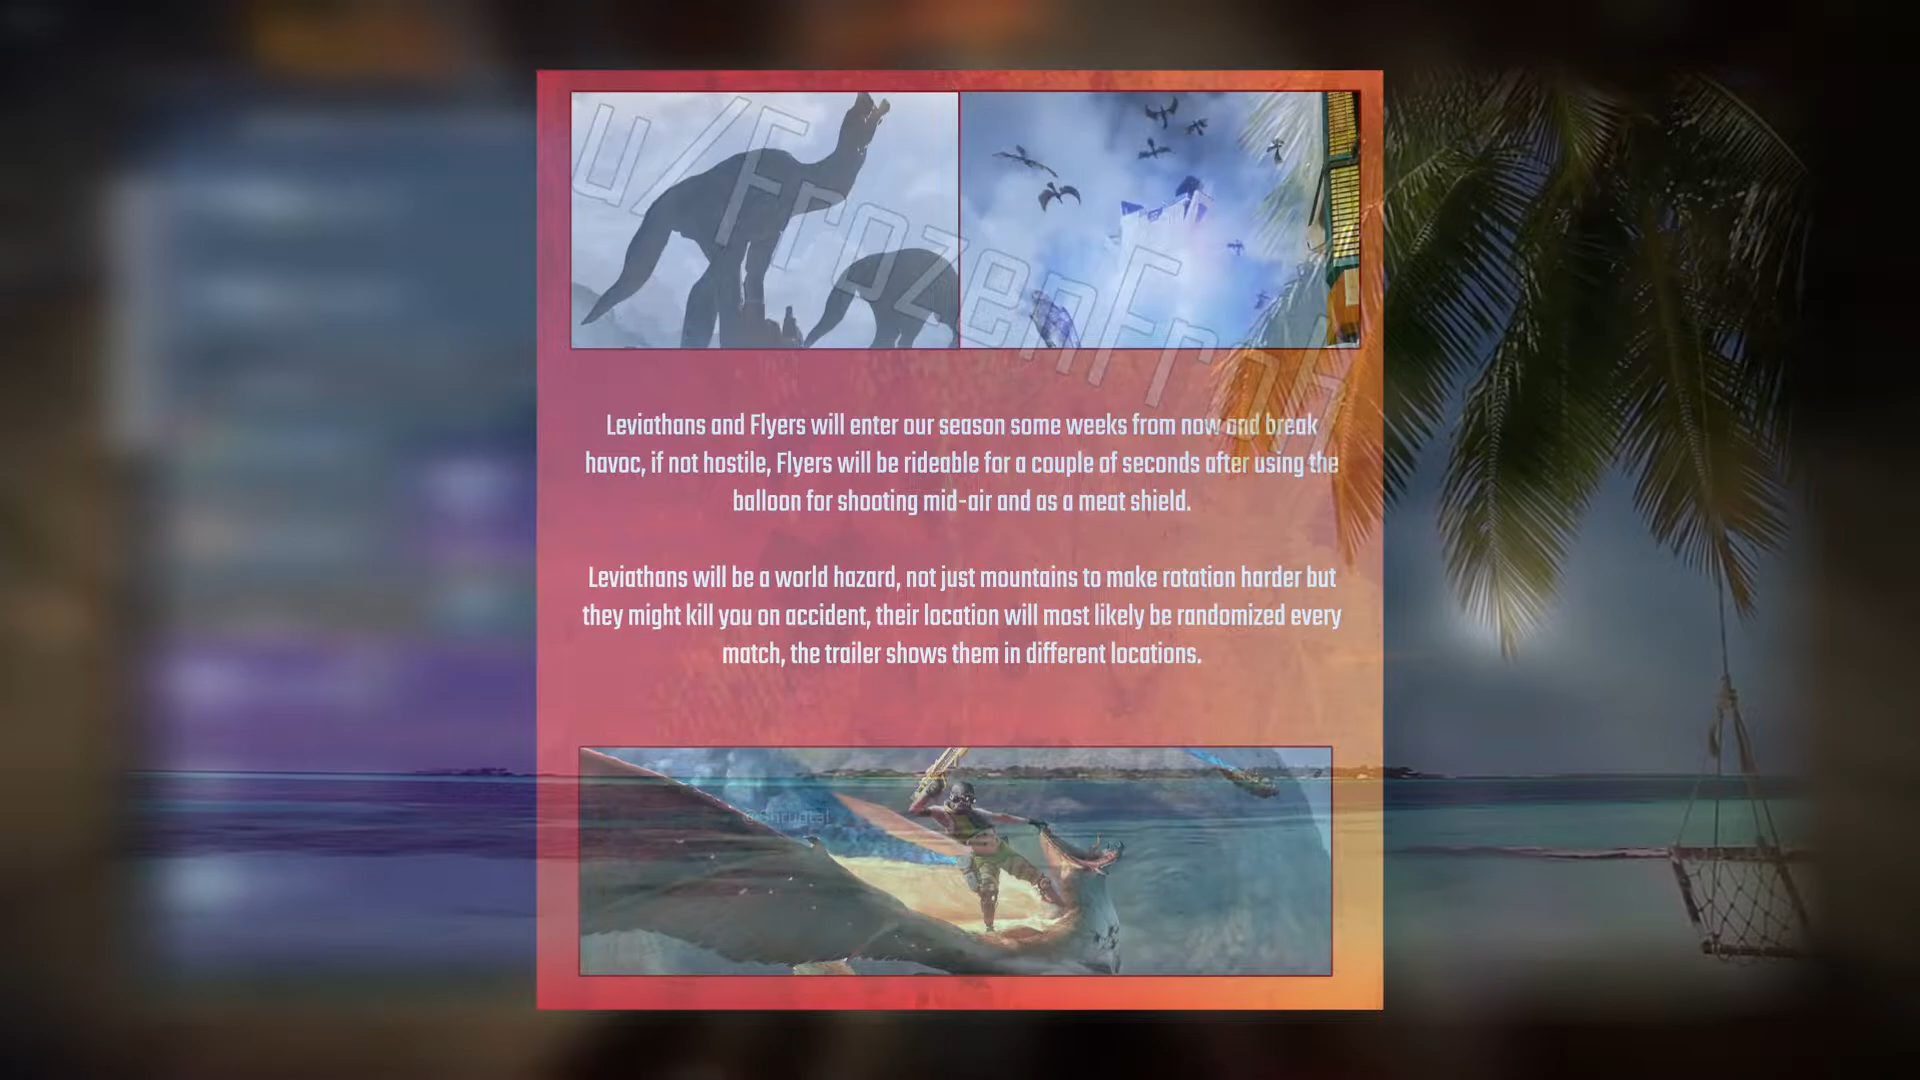 u/FrozenFroh
Leviathans and Flyers will enter our season some weeks from now and break
havoc, if not hostile, Flyers will be rideable for a couple of seconds after using the
balloon for shooting mid-air and as a meat shield.
Leviathans will be a world hazard, not just mountains to make rotation harder but
they might kill you on accident, their location will most likely be randomized every
match, the trailer shows them in different locations.
@Shrugtal